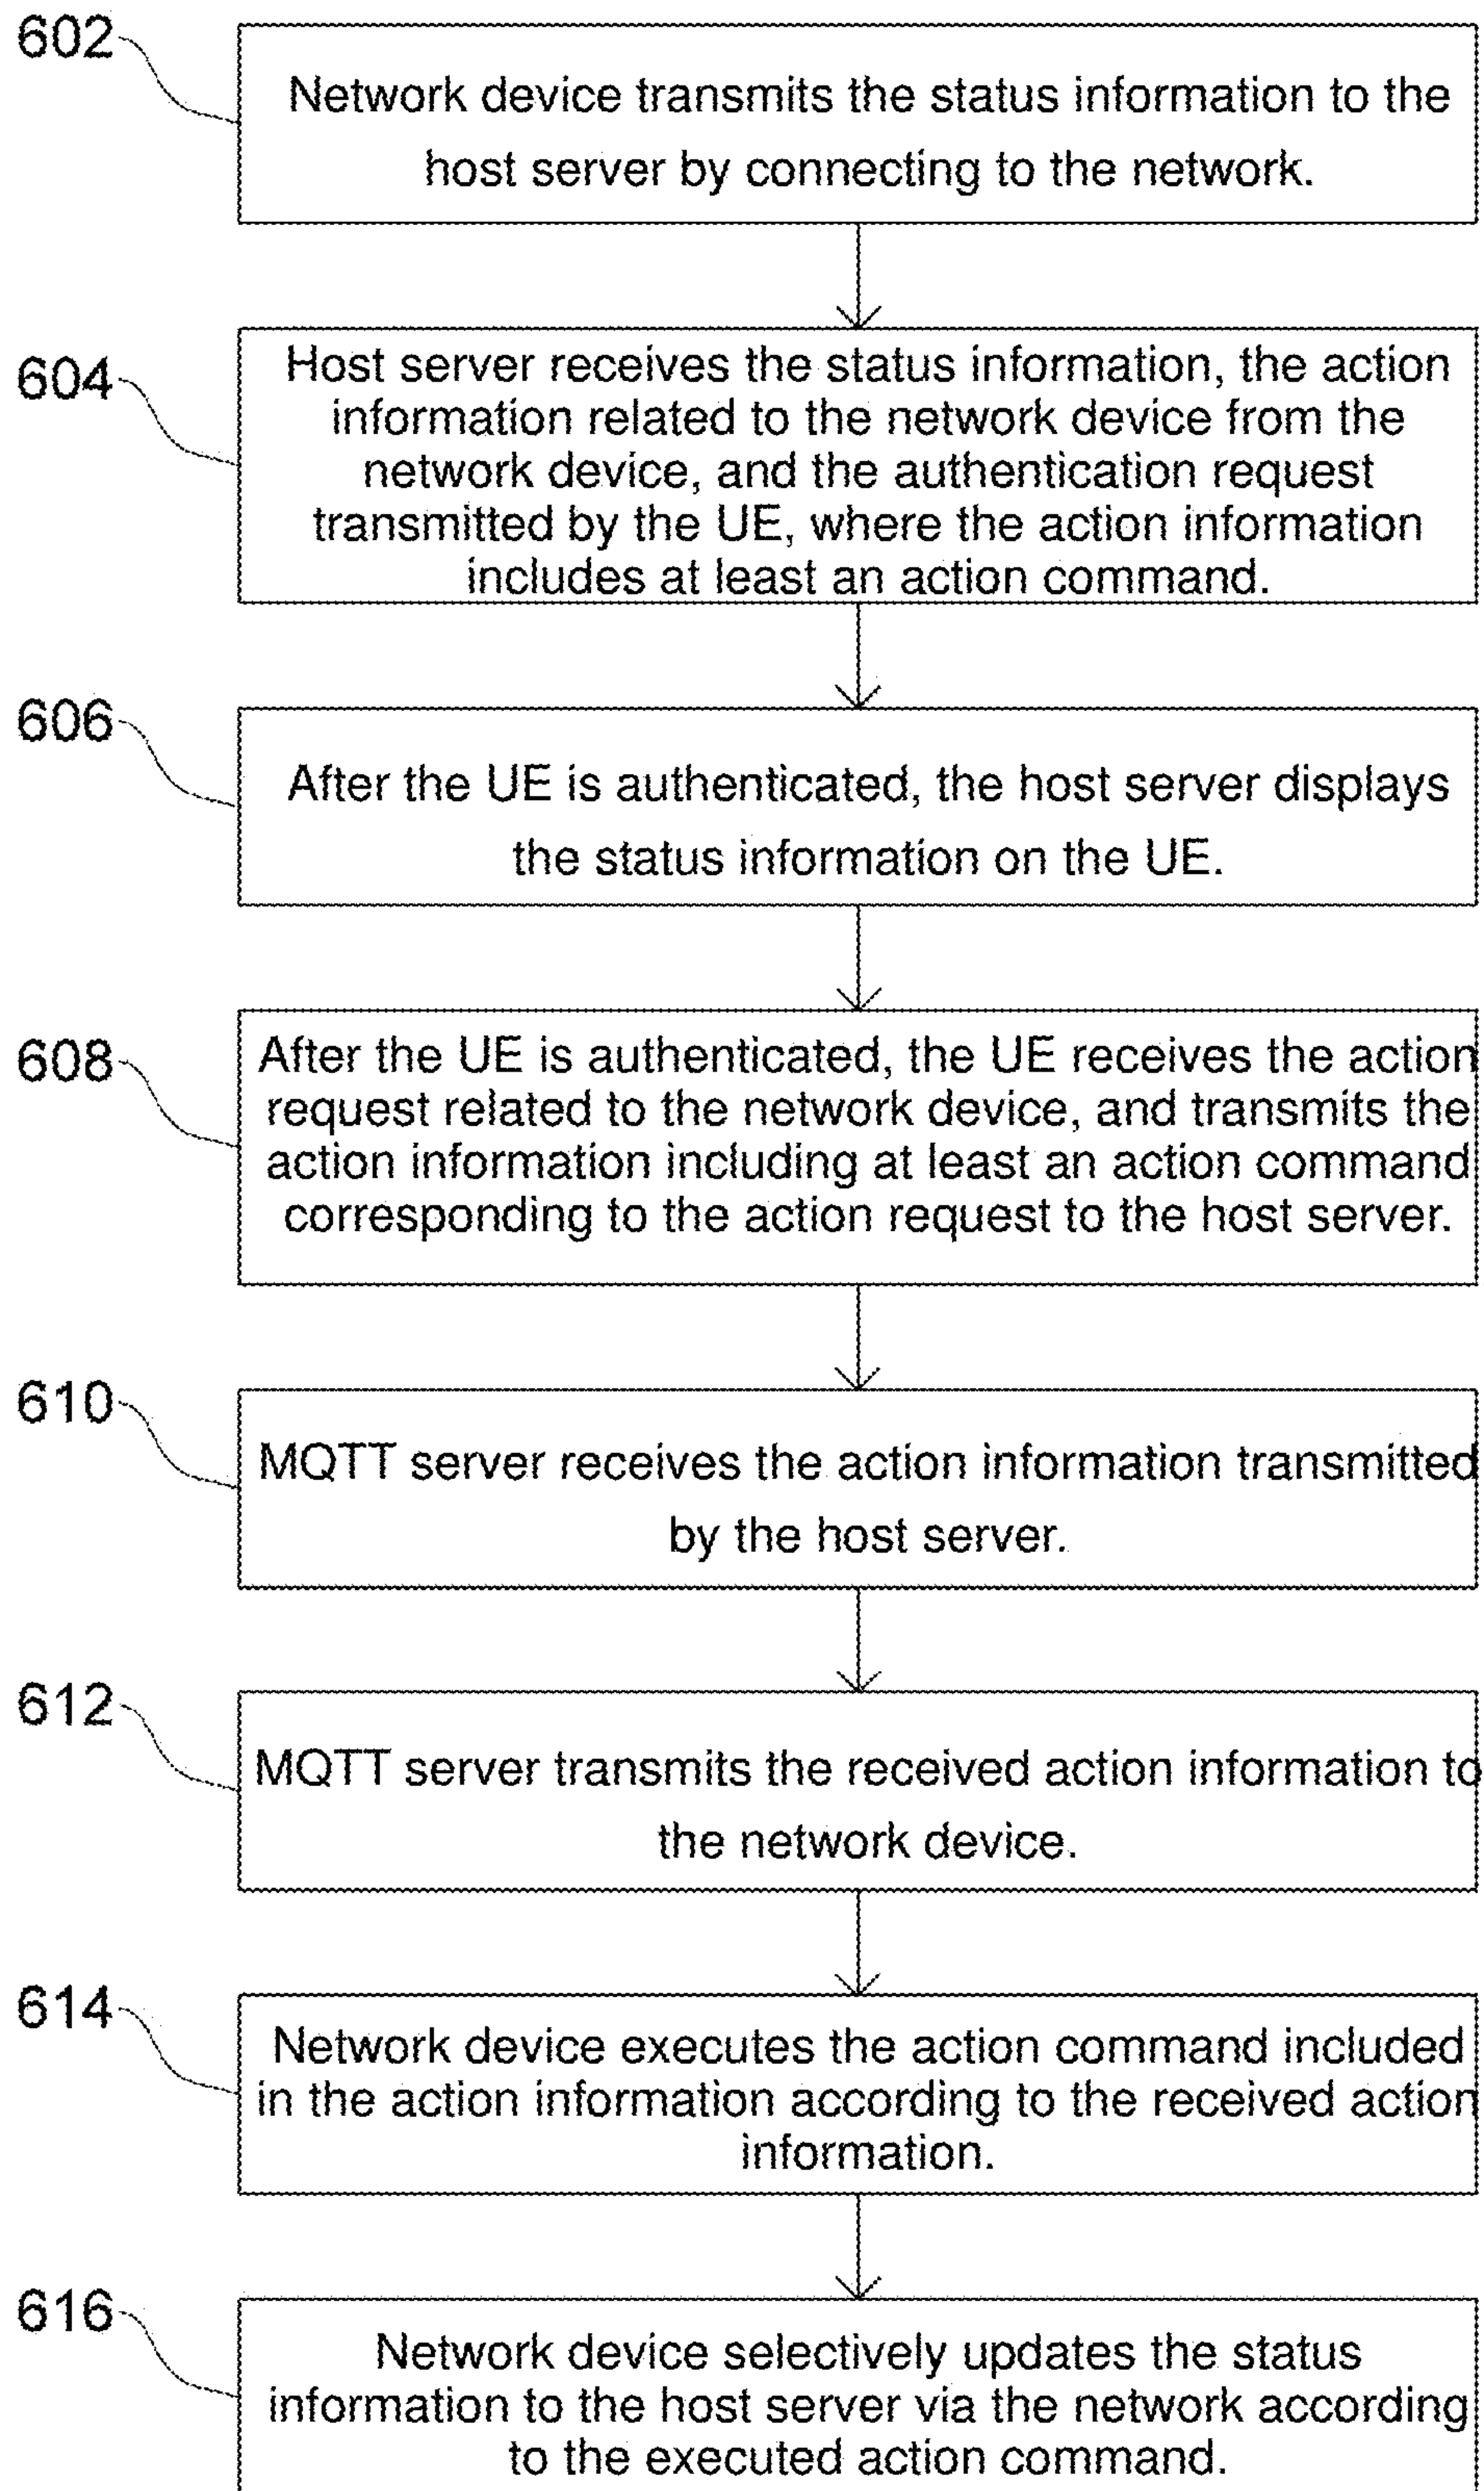 602
Network device transmits the status information to the
host server by connecting to the network.
604
Host server receives the status information, the action
information related to the network device from the
network device, and the authentication request
transmitted by the UE, where the action information
includes at least an action command.
606
After the UE is authenticated, the host server displays
the status information on the UE.
608
After the UE is authenticated, the UE receives the action
request related to the network device, and transmits the
action information including at least an action command
corresponding to the action request to the host server.
610
MQTT server receives the action information transmitted
by the host server.
612
MQTT server transmits the received action information to
the network device.
614
Network device executes the action command included
in the action information according to the received action
information.
616
Network device selectively updates the status
information to the host server via the network according
to the executed action command.